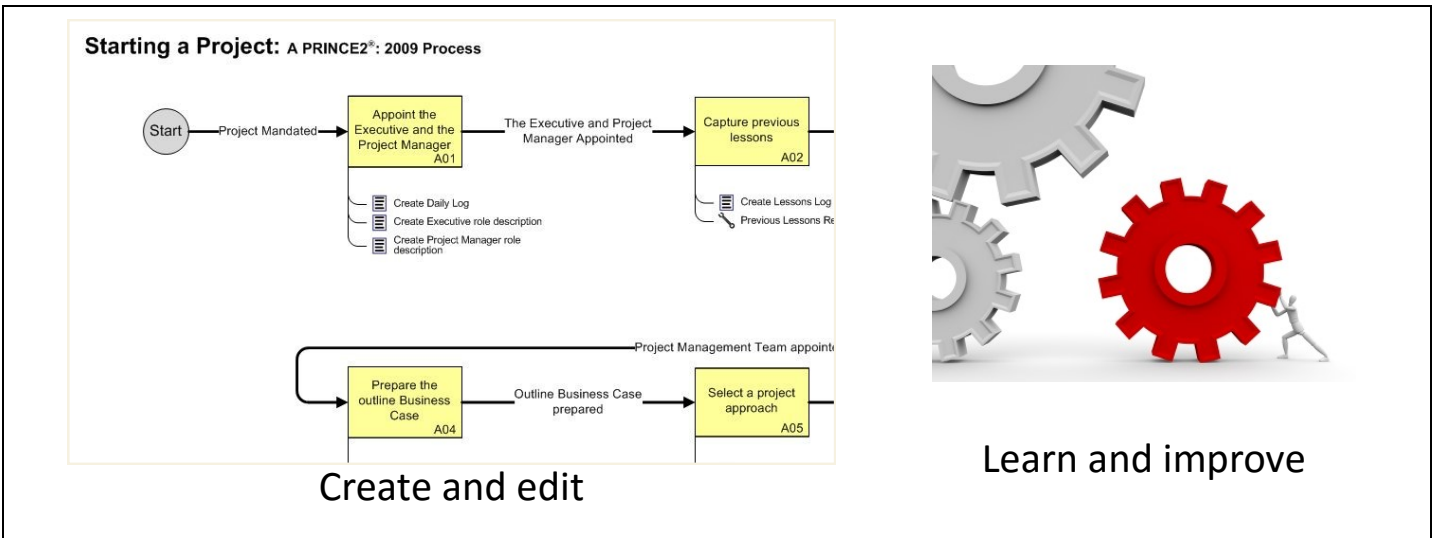 Starting a Project: A PRINCE2®: 2009 Process
Start
Project Mandated
Appoint the
Executive and the
Project Manager
A01
The Executive and Project
Manager Appointed
Capture previous
lessons
A02
Create Daily Log
Create Executive role description
Create Project Manager role
description
Create Lessons Log
Previous Lessons
Project Management Team
Prepare the
outline Business
Case
A04
Outline Business Case
prepared
Select a project
approach
A05
Create and edit
Learn and improve